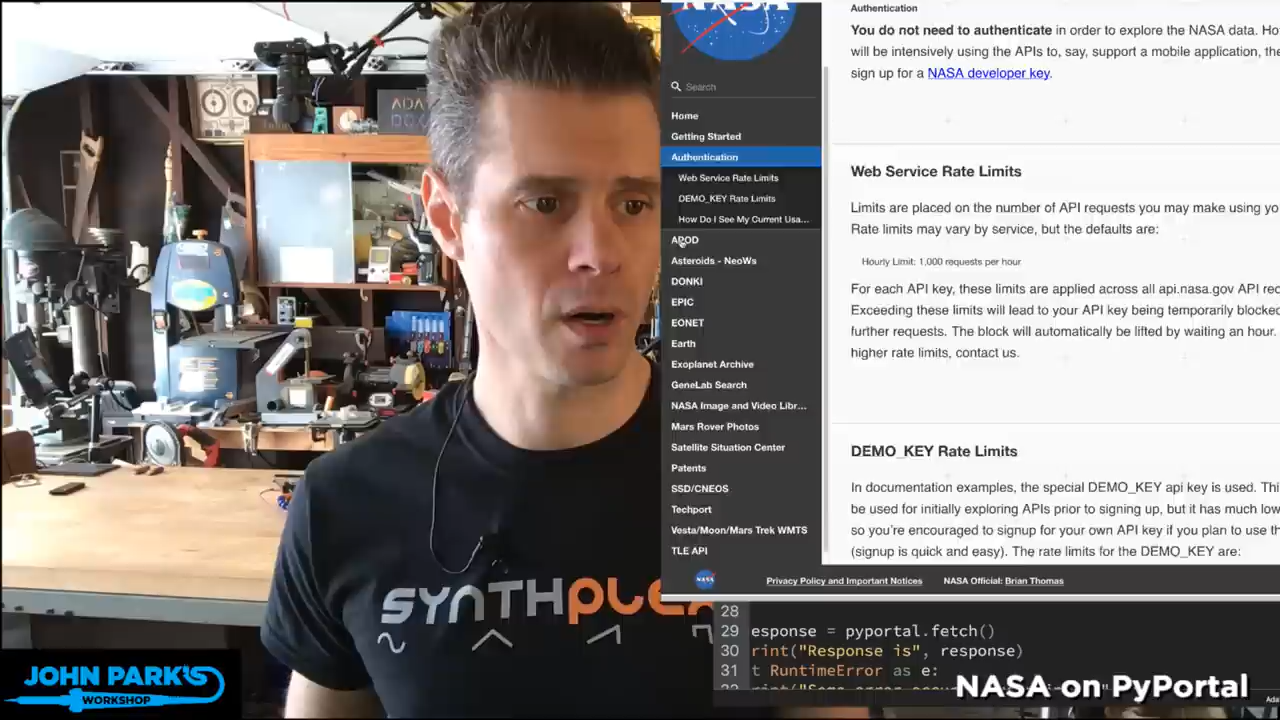 NASA
Search
Home
Getting Started
Authentication
Web Service Rate Limits
DEMO_KEY Rate Limits
How Do I See My Current Usa...
APOD
Asteroids - NeoWs
DONKI
EPIC
EONET
Earth
Exoplanet Archive
GeneLab Search
NASA Image and Video Libr...
Mars Rover Photos
Satellite Situation Center
Patents
SSD/CNEOS
Techport
Vesta/Moon/Mars Trek WMTS
TLE API
Authentication
You do not need to authenticate in order to explore the NASA data. Ho
will be intensively using the APIs to, say, support a mobile application, the
sign up for a NASA developer key.
Web Service Rate Limits
Limits are placed on the number of API requests you may make using yo
Rate limits may vary by service, but the defaults are:
Hourly Limit: 1,000 requests per hour
For each API key, these limits are applied across all api.nasa.gov API req
Exceeding these limits will lead to your API key being temporarily blocked
further requests. The block will automatically be lifted by waiting an hour.
higher rate limits, contact us.
DEMO_KEY Rate Limits
In documentation examples, the special DEMO_KEY api key is used. Thi
be used for initially exploring APIs prior to signing up, but it has much low
so you're encouraged to signup for your own API key if you plan to use th
(signup is quick and easy). The rate limits for the DEMO_KEY are:
NASA
Privacy Policy and Important Notices
NASA Official: Brian Thomas
28
29 esponse = pyportal.fetch()
30 rint("Response is", response)
31 t RuntimeError as e:
NASA on PyPortal
SYNTHPLEX
JOHN PARK'S
WORKSHOP